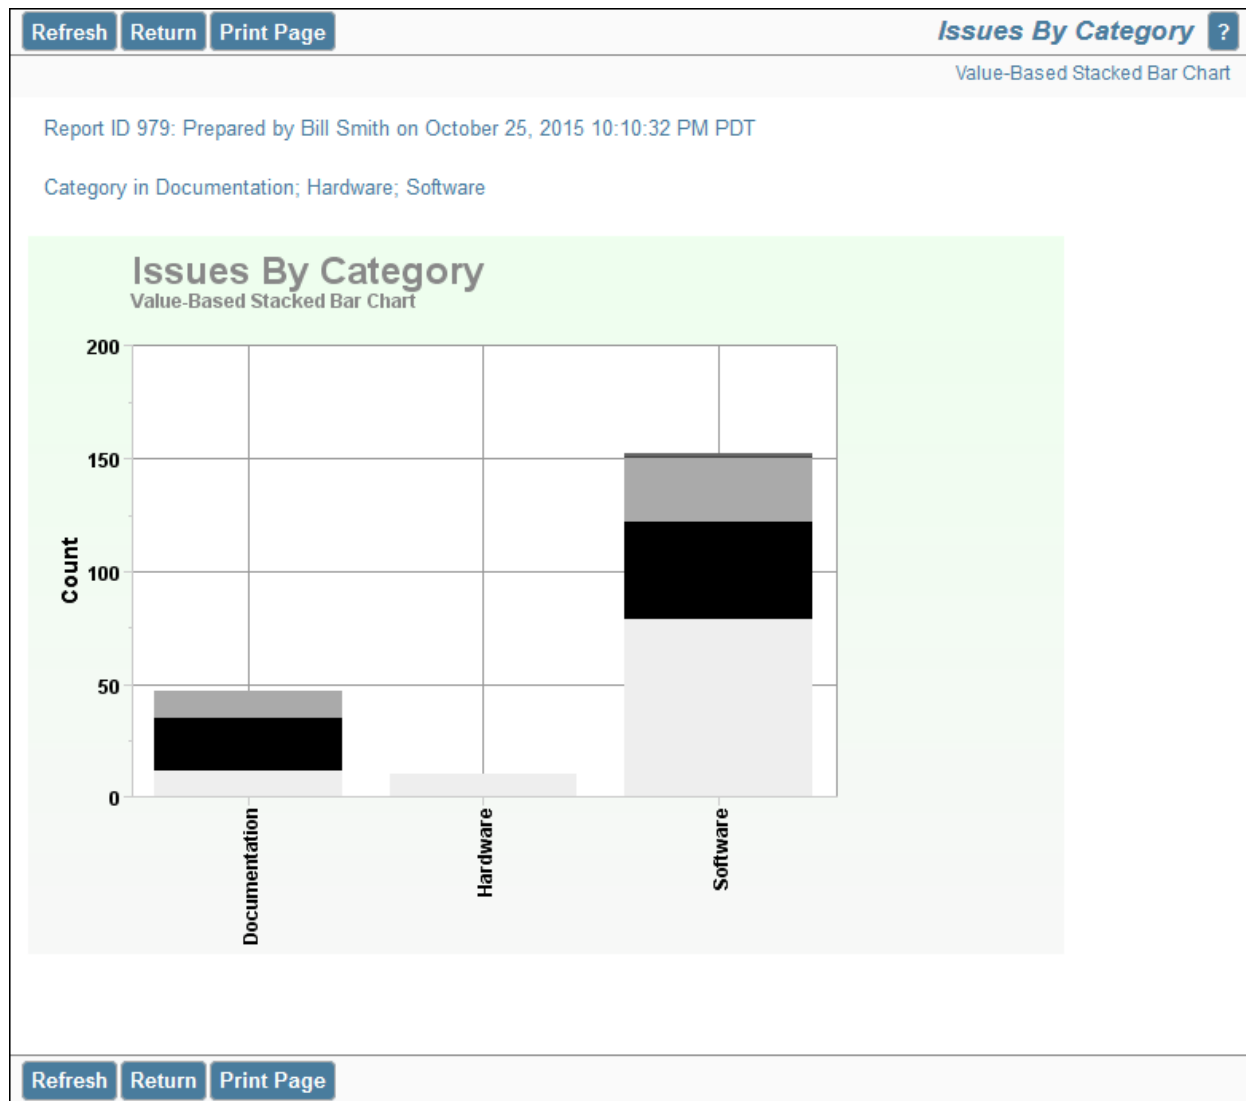 Refresh Return Print Page Issues By Category ?
Value-Based Stacked Bar Chart
Report ID 979: Prepared by Bill Smith on October 25, 2015 10:10:32 PM PDT
Category in Documentation; Hardware; Software
Issues By Category
Value-Based Stacked Bar Chart
200
150
100
50
0
Count
Documentation
Hardware
Software
Refresh Return Print Page